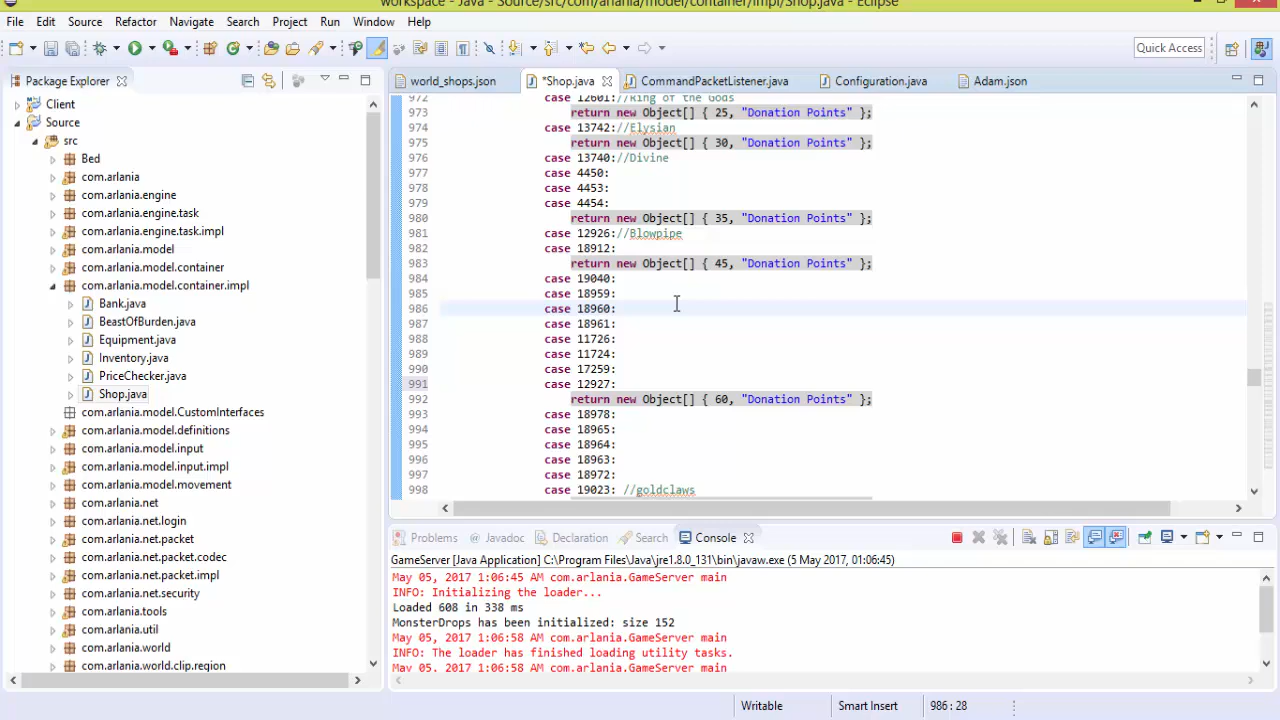 workspace - Java - Source/src/com/arlania/model/container/impl/Shop.java - Eclipse
File Edit Source Refactor Navigate Search Project Run Window Help
Quick Access
Package Explorer
world_shops.json *Shop.java CommandPacketListener.java Configuration.java Adam.json
Client
Source
src
Bed
com.arlania
com.arlania.engine
com.arlania.engine.task
com.arlania.engine.task.impl
com.arlania.model
com.arlania.model.container
com.arlania.model.container.impl
Bank.java
BeastOfBurden.java
Equipment.java
Inventory.java
PriceChecker.java
Shop.java
com.arlania.model.CustomInterfaces
com.arlania.model.definitions
com.arlania.model.input
com.arlania.model.input.impl
com.arlania.model.movement
com.arlania.net
com.arlania.net.login
com.arlania.net.packet
com.arlania.net.packet.codec
com.arlania.net.packet.impl
com.arlania.net.security
com.arlania.tools
com.arlania.util
com.arlania.world
com.arlania.world.clip.region
972 case 12601://Ring of the Gods
973 return new Object[] { 25, "Donation Points" };
974 case 13742://Elysian
975 return new Object[] { 30, "Donation Points" };
976 case 13740://Divine
977 case 4450:
978 case 4453:
979 case 4454:
980 return new Object[] { 35, "Donation Points" };
981 case 12926://Blowpipe
982 case 18912:
983 return new Object[] { 45, "Donation Points" };
984 case 19040:
985 case 18959:
986 case 18960:
987 case 18961:
988 case 11726:
989 case 11724:
990 case 17259:
991 case 12927:
992 return new Object[] { 60, "Donation Points" };
993 case 18978:
994 case 18965:
995 case 18964:
996 case 18963:
997 case 18972:
998 case 19023: //goldclaws
Problems Javadoc Declaration Search Console
GameServer [Java Application] C:\Program Files\Java\jre1.8.0_131\bin\javaw.exe (5 May 2017, 01:06:45)
May 05, 2017 1:06:45 AM com.arlania.GameServer main
INFO: Initializing the loader...
Loaded 608 in 338 ms
MonsterDrops has been initialized: size 152
May 05, 2017 1:06:58 AM com.arlania.GameServer main
INFO: The loader has finished loading utility tasks.
May 05, 2017 1:06:58 AM com.arlania.GameServer main
Writable Smart Insert 986 : 28